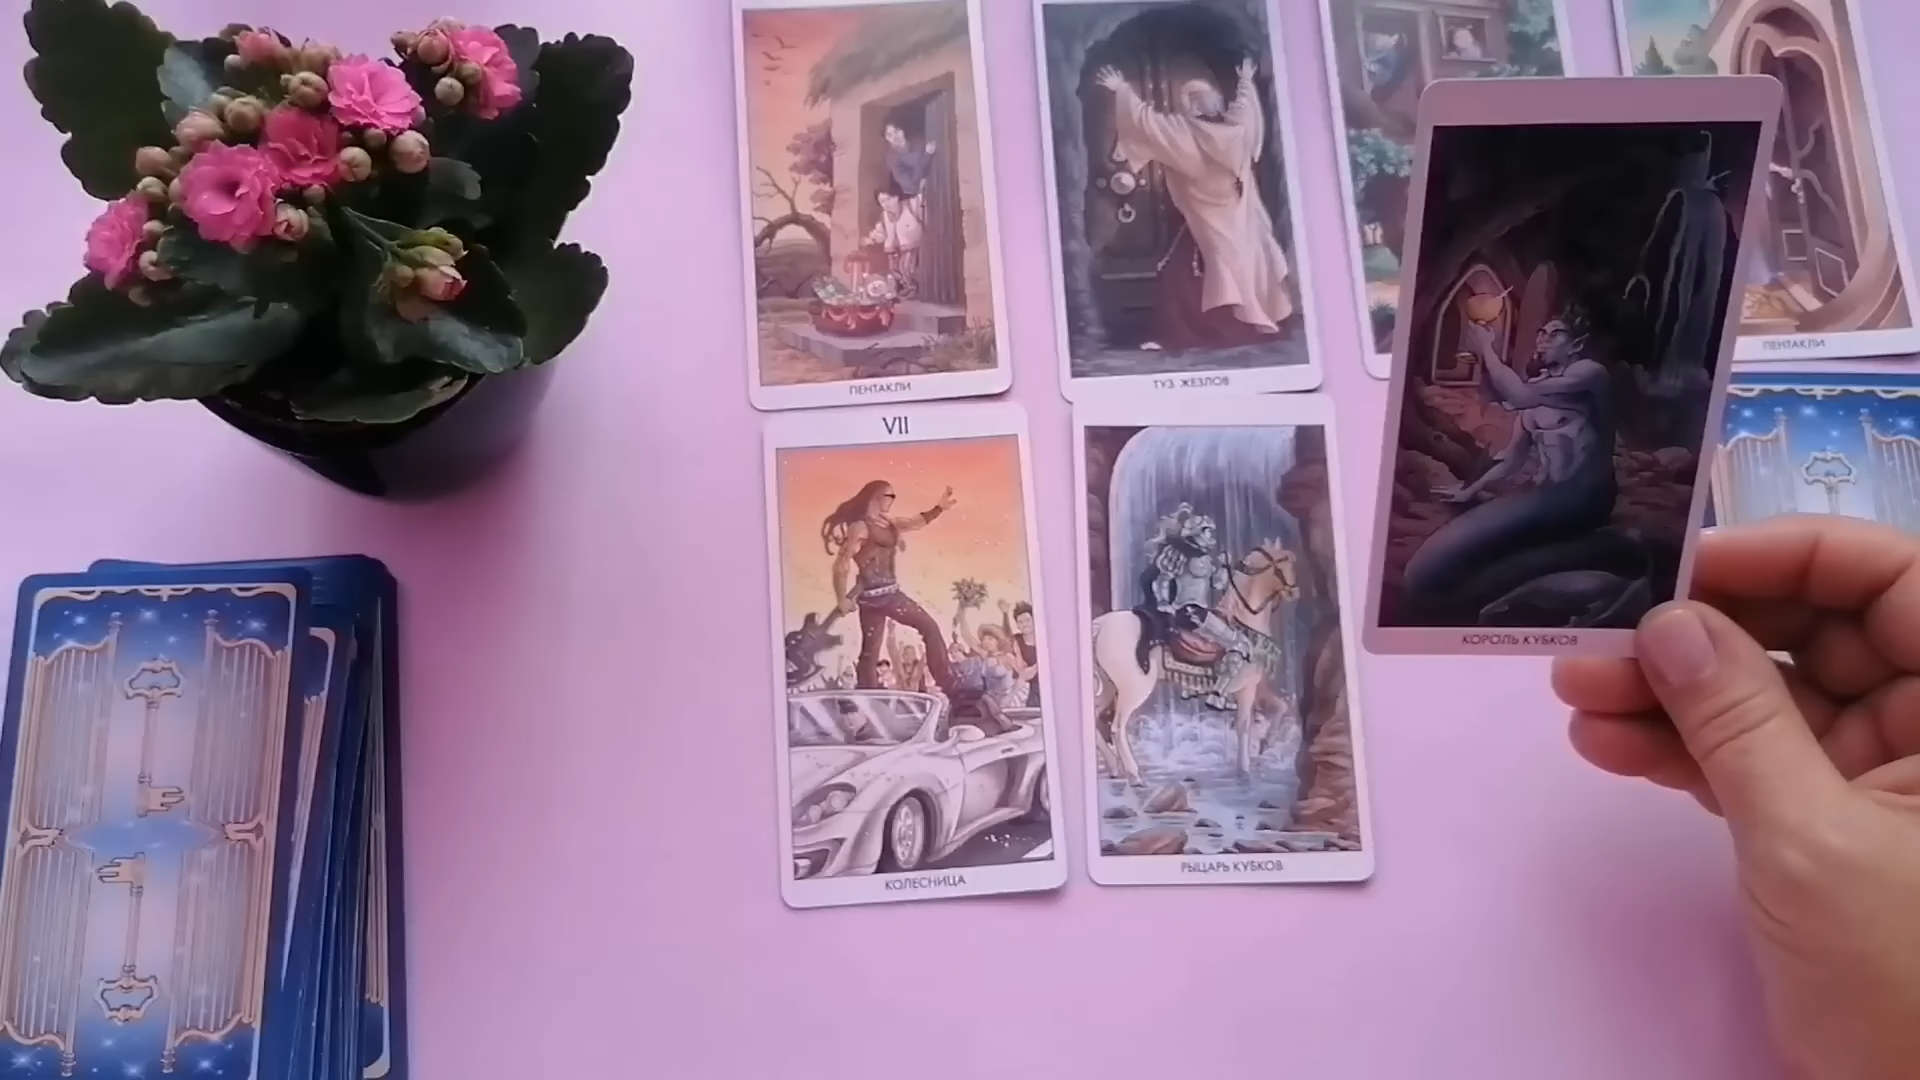 ПЕНТАКЛИ
ТУЗ ЖЕЗЛОВ
ПЕНТАКЛИ
VII
КОЛЕСНИЦА
РЫЦАРЬ КУБКОВ
КОРОЛЬ КУБКОВ